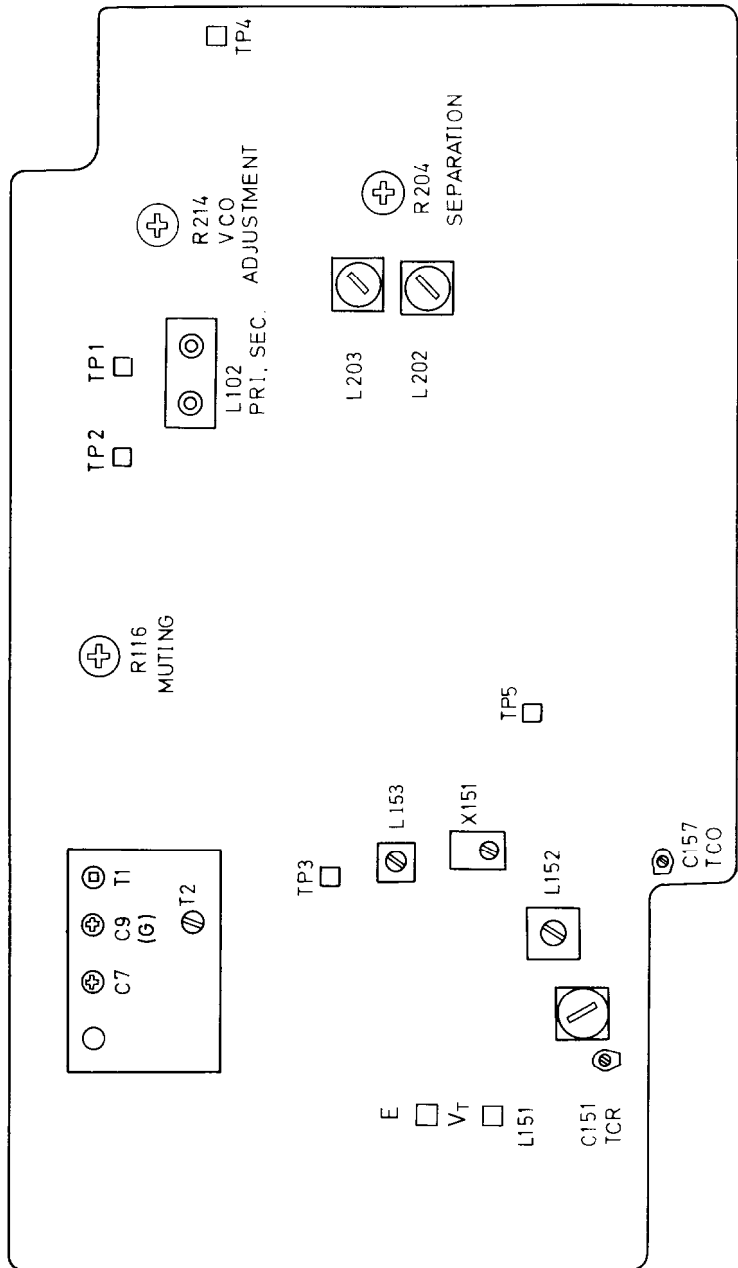 E
VT
L151
C151
TCR
C7
C9
(G)
T1
T2
TP3
L153
X151
L152
C157
TCO
TP5
R116
MUTING
TP2
TP1
L102
PRI. SEC.
L203
L202
R214
VCO
ADJUSTMENT
R204
SEPARATION
TP4